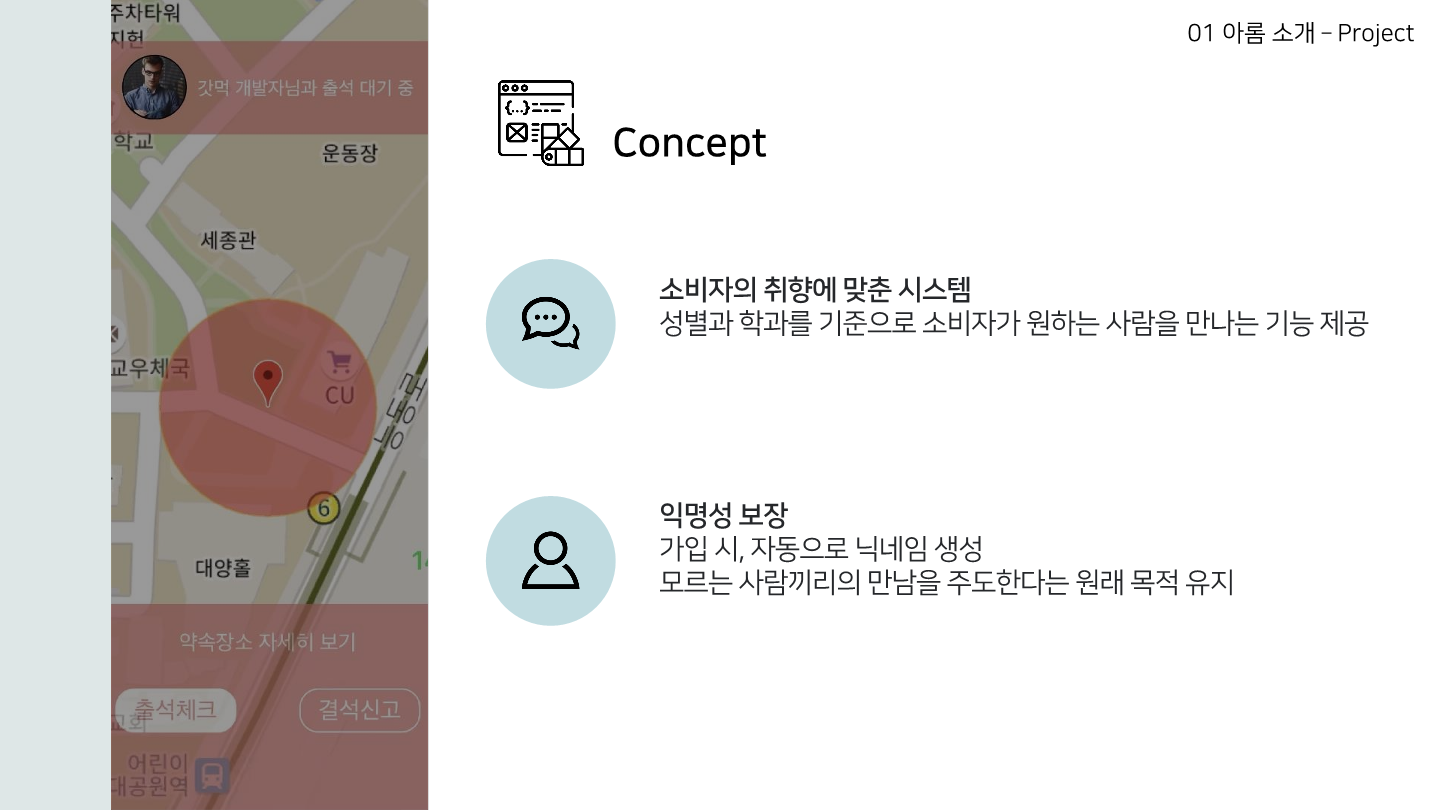 01 아롬 소개 – Project
Concept
소비자의 취향에 맞춘 시스템
성별과 학과를 기준으로 소비자가 원하는 사람을 만나는 기능 제공
익명성 보장
가입 시, 자동으로 닉네임 생성
모르는 사람끼리의 만남을 주도한다는 원래 목적 유지
주차타워
지헌
갓먹 개발자님과 출석 대기 중
학교
운동장
세종관
교우체국
CU
6
대양홀
14
약속장소 자세히 보기
출석체크
결석신고
교회
어린이
대공원역